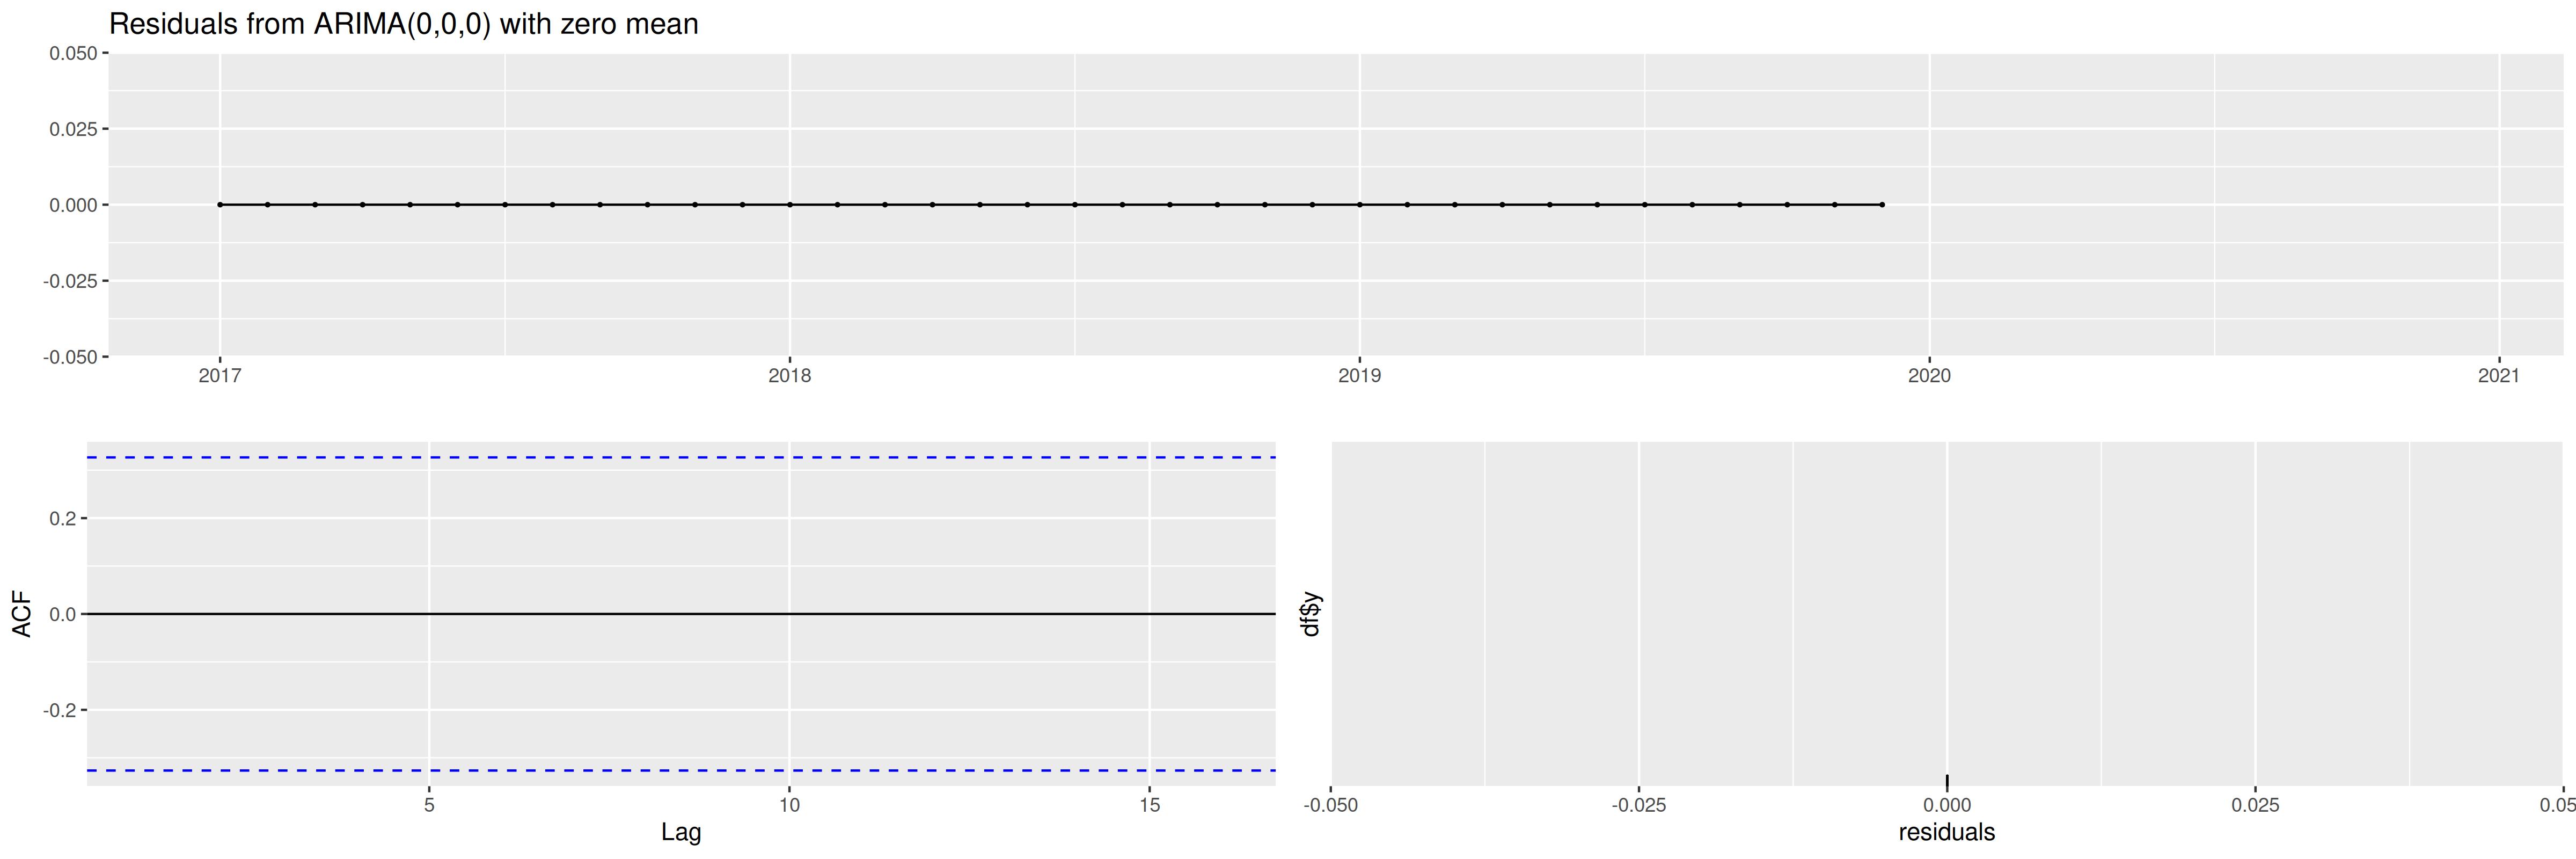 Residuals from ARIMA(0,0,0) with zero mean
0.050
0.025
0.000
-0.025
-0.050
2017 2018 2019 2020 2021
0.2
0.0
-0.2
ACF
5 10 15
Lag
df$y
-0.050 -0.025 0.000 0.025 0.05
residuals